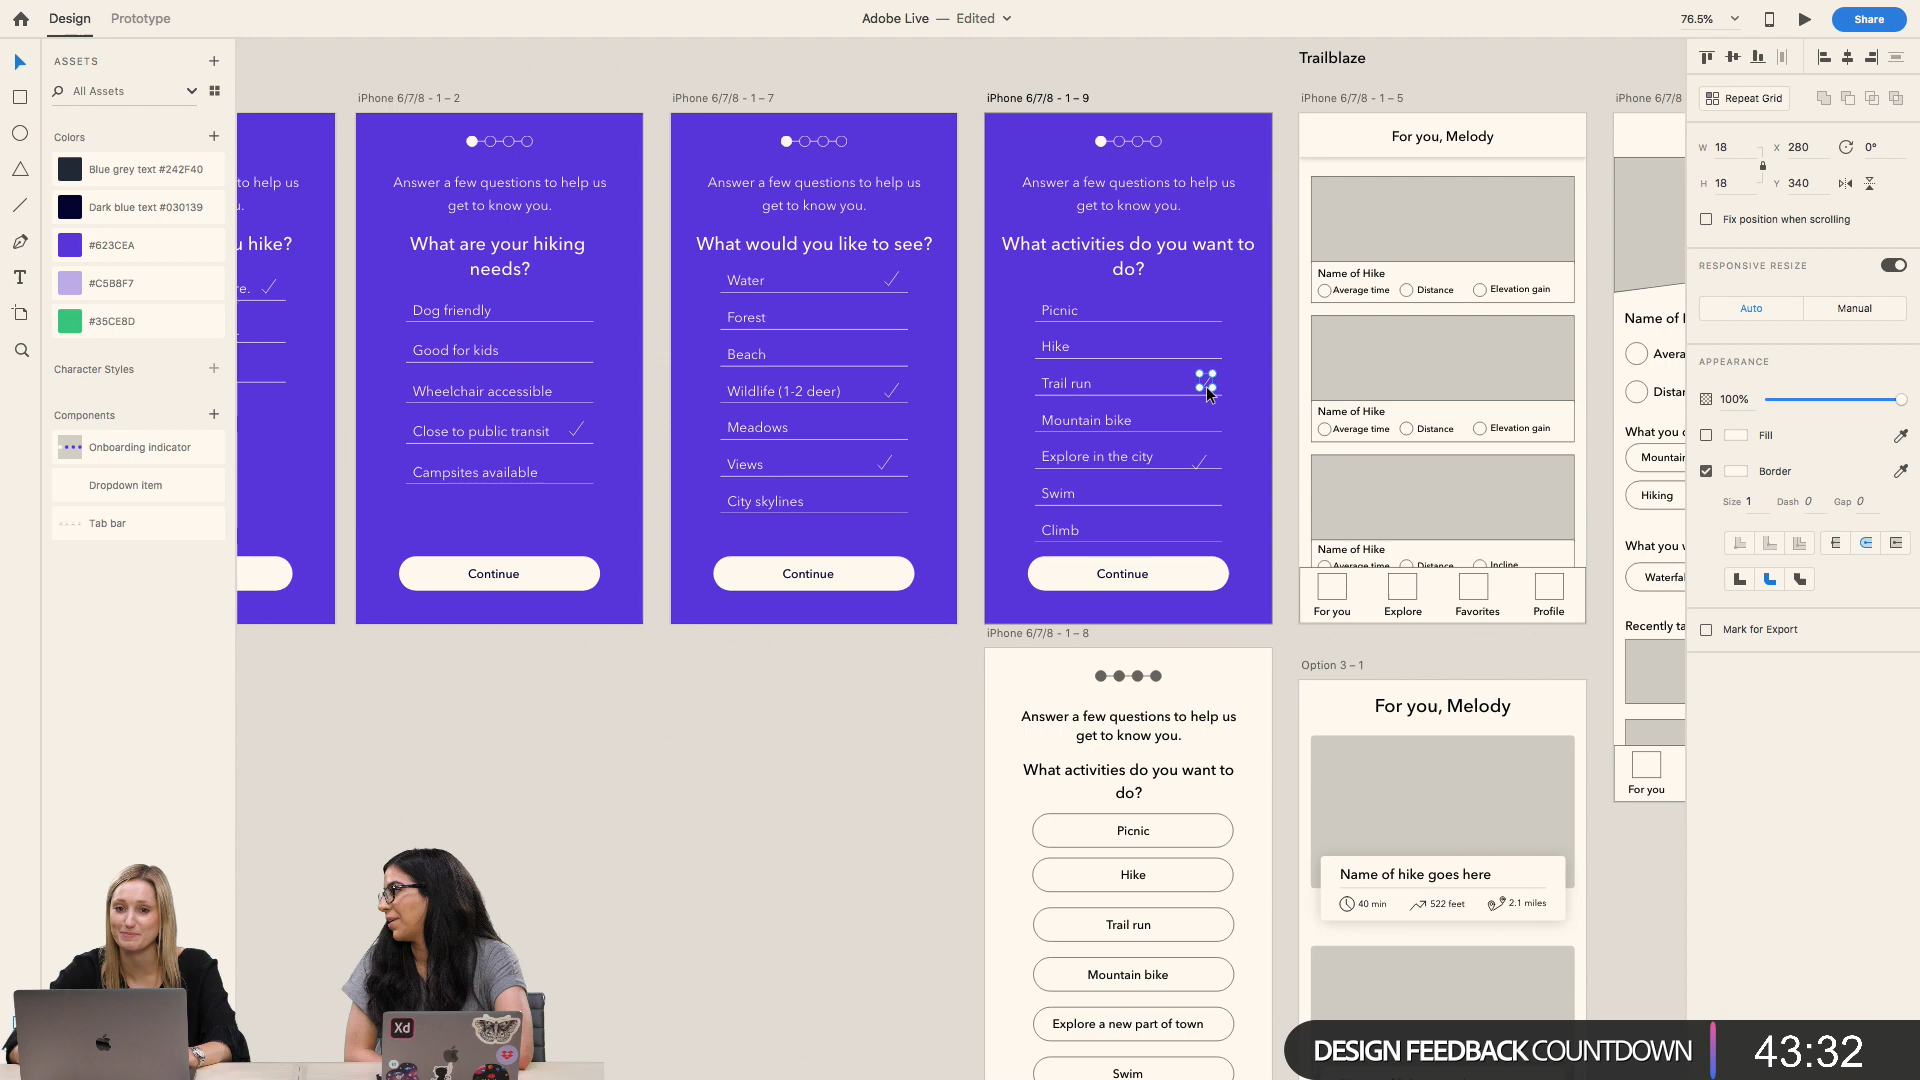 Design
Prototype
Adobe Live — Edited
76.5%
Share
ASSETS
All Assets
Colors
Blue grey text #242F40
Dark blue text #030139
#623CEA
#C5B8F7
#35CE8D
Character Styles
Components
Onboarding indicator
Dropdown item
Tab bar
to help us
u.
u hike?
re.
iPhone 6/7/8 - 1 – 2
Answer a few questions to help us
get to know you.
What are your hiking
needs?
Dog friendly
Good for kids
Wheelchair accessible
Close to public transit
Campsites available
Continue
iPhone 6/7/8 - 1 – 7
Answer a few questions to help us
get to know you.
What would you like to see?
Water
Forest
Beach
Wildlife (1-2 deer)
Meadows
Views
City skylines
Continue
iPhone 6/7/8 - 1 – 9
Answer a few questions to help us
get to know you.
What activities do you want to
do?
Picnic
Hike
Trail run
Mountain bike
Explore in the city
Swim
Climb
Continue
iPhone 6/7/8 - 1 – 8
Answer a few questions to help us
get to know you.
What activities do you want to
do?
Picnic
Hike
Trail run
Mountain bike
Explore a new part of town
Swim
Trailblaze
iPhone 6/7/8 - 1 – 5
For you, Melody
Name of Hike
Average time
Distance
Elevation gain
Name of Hike
Average time
Distance
Elevation gain
Name of Hike
Average time
Distance
Incline
For you
Explore
Favorites
Profile
Option 3 – 1
For you, Melody
Name of hike goes here
40 min
522 feet
2.1 miles
iPhone 6/7/8
Name of H
Avera
Distan
What you c
Mountain
Hiking
What you w
Waterfal
Recently ta
For you
Repeat Grid
W 18
X 280
0°
H 18
Y 340
Fix position when scrolling
RESPONSIVE RESIZE
Auto
Manual
APPEARANCE
100%
Fill
Border
Size 1
Dash 0
Gap 0
Mark for Export
Xd
DESIGN FEEDBACK COUNTDOWN
43:32